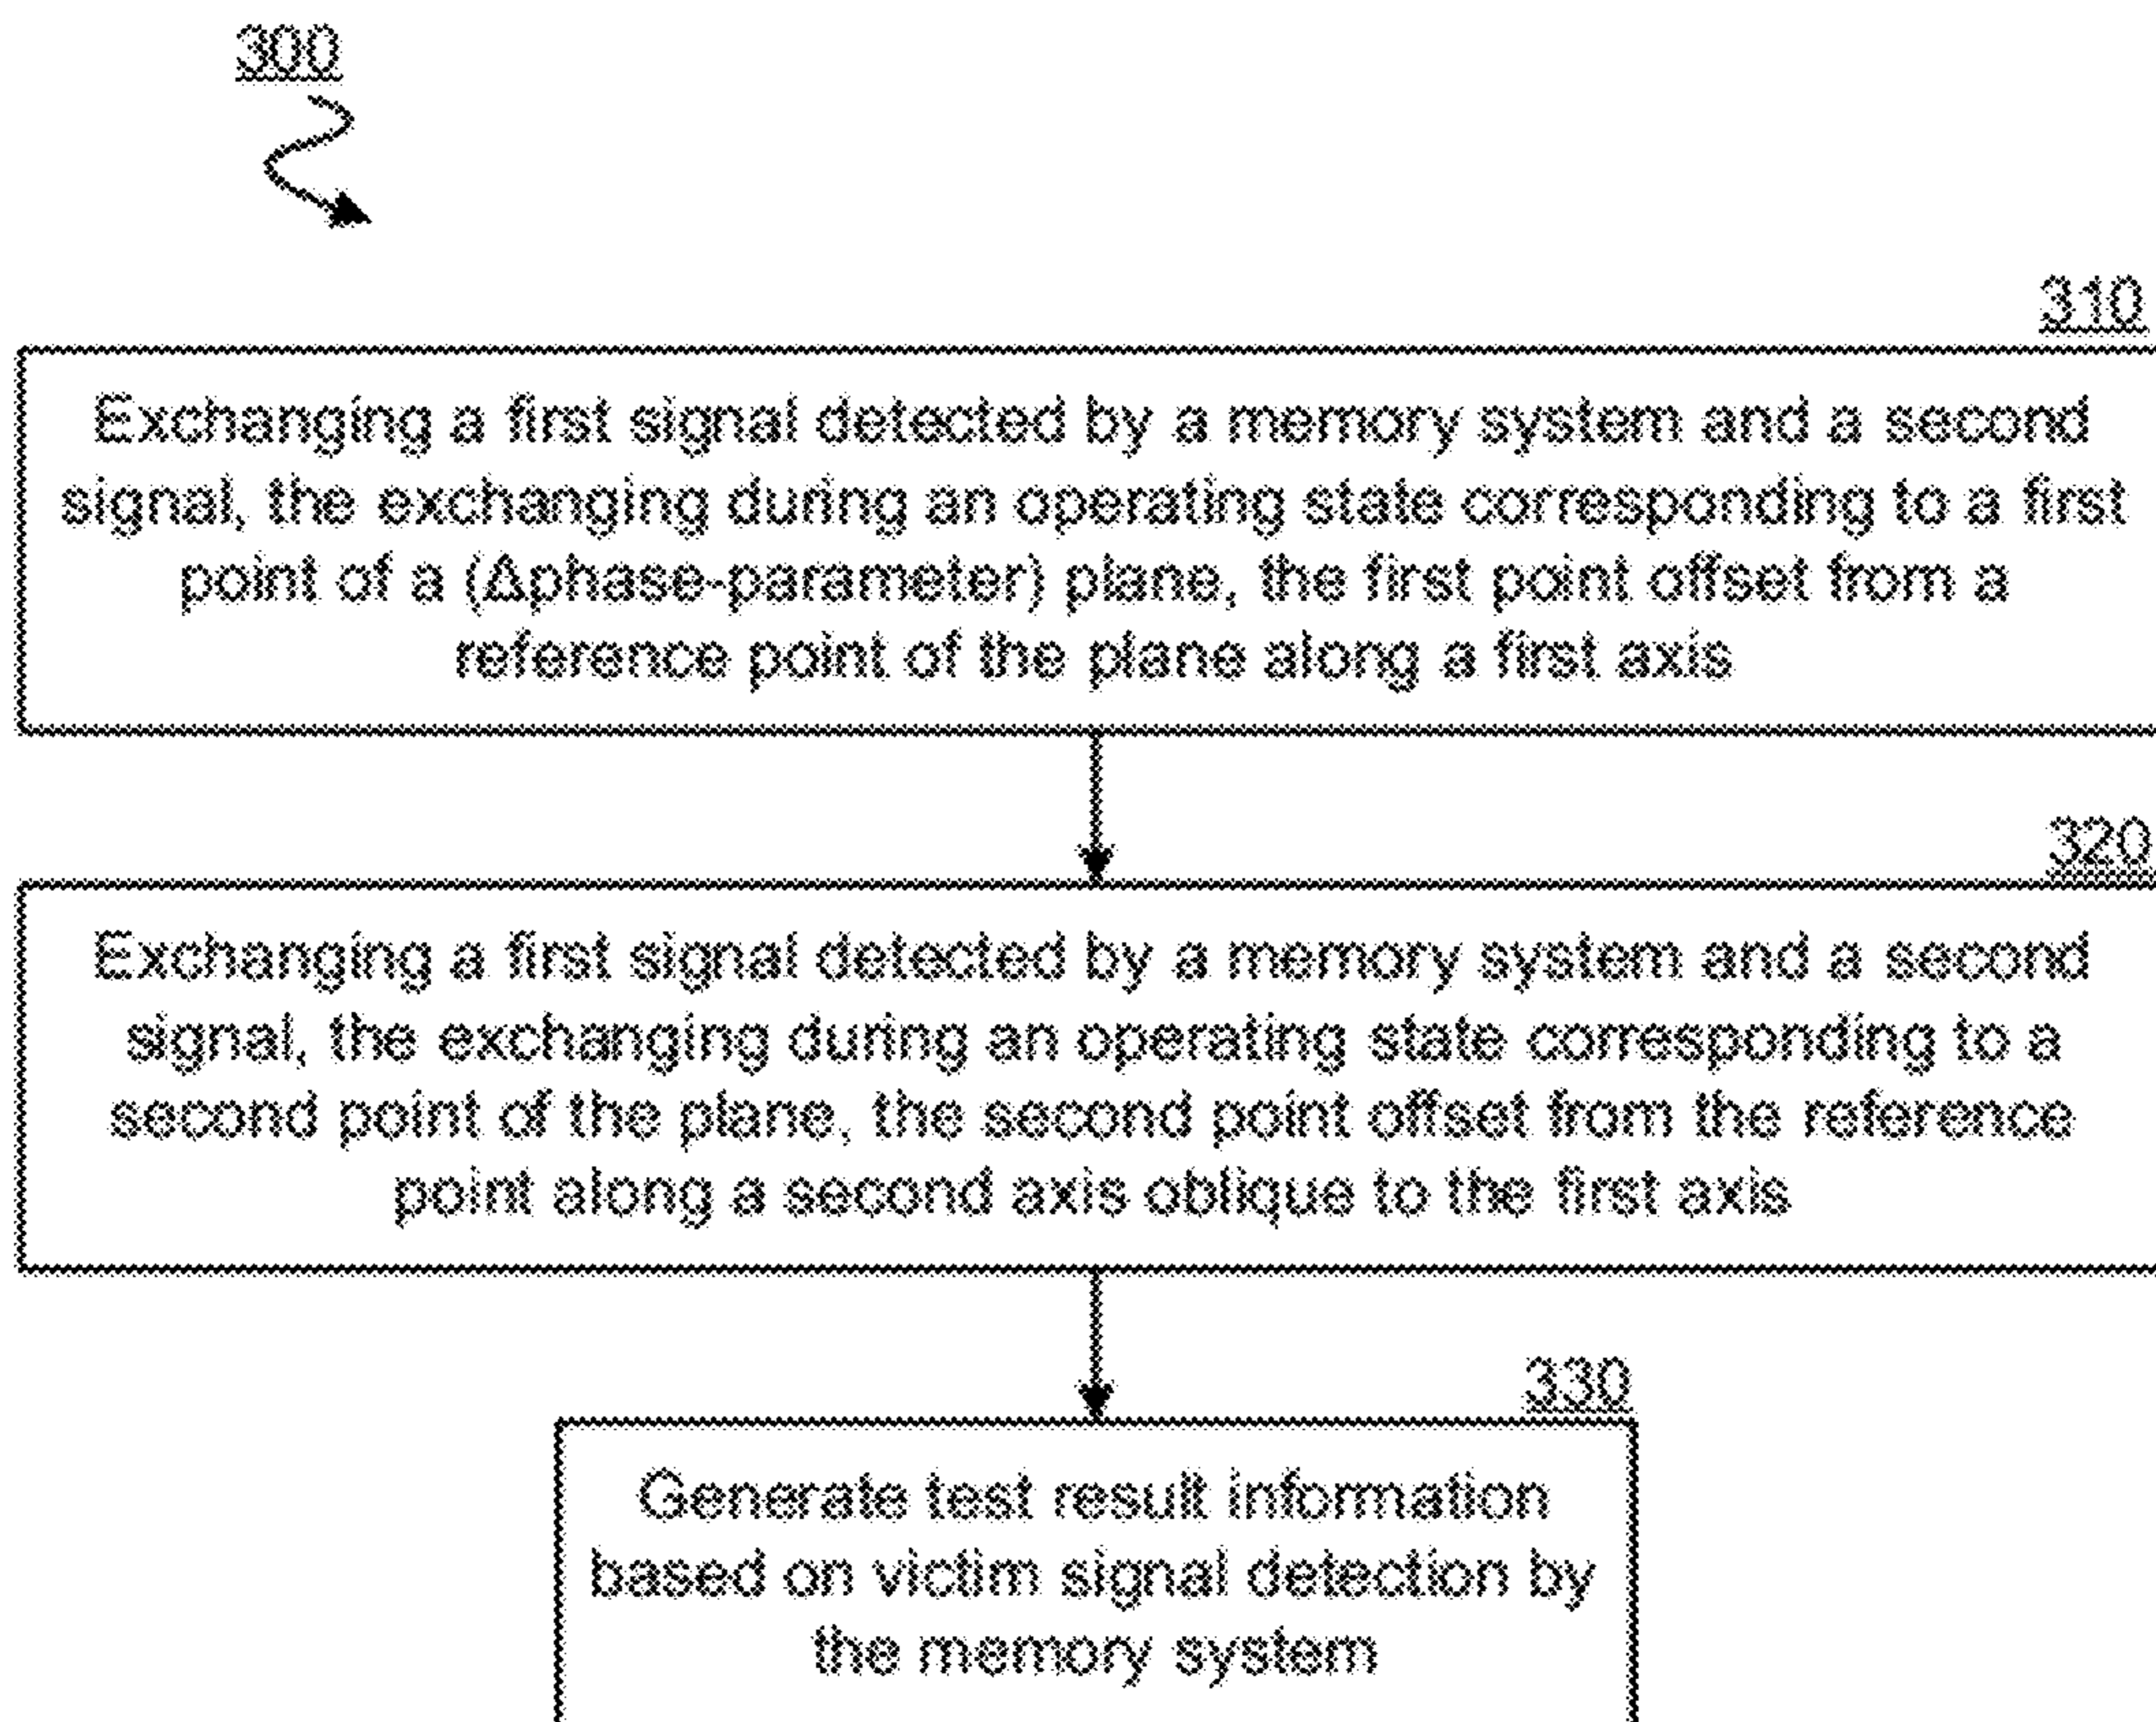 300
310
Exchanging a first signal detected by a memory system and a second
signal, the exchanging during an operating state corresponding to a first
point of a (Δphase-parameter) plane, the first point offset from a
reference point of the plane along a first axis
320
Exchanging a first signal detected by a memory system and a second
signal, the exchanging during an operating state corresponding to a
second point of the plane, the second point offset from the reference
point along a second axis oblique to the first axis
330
Generate test result information
based on victim signal detection by
the memory system